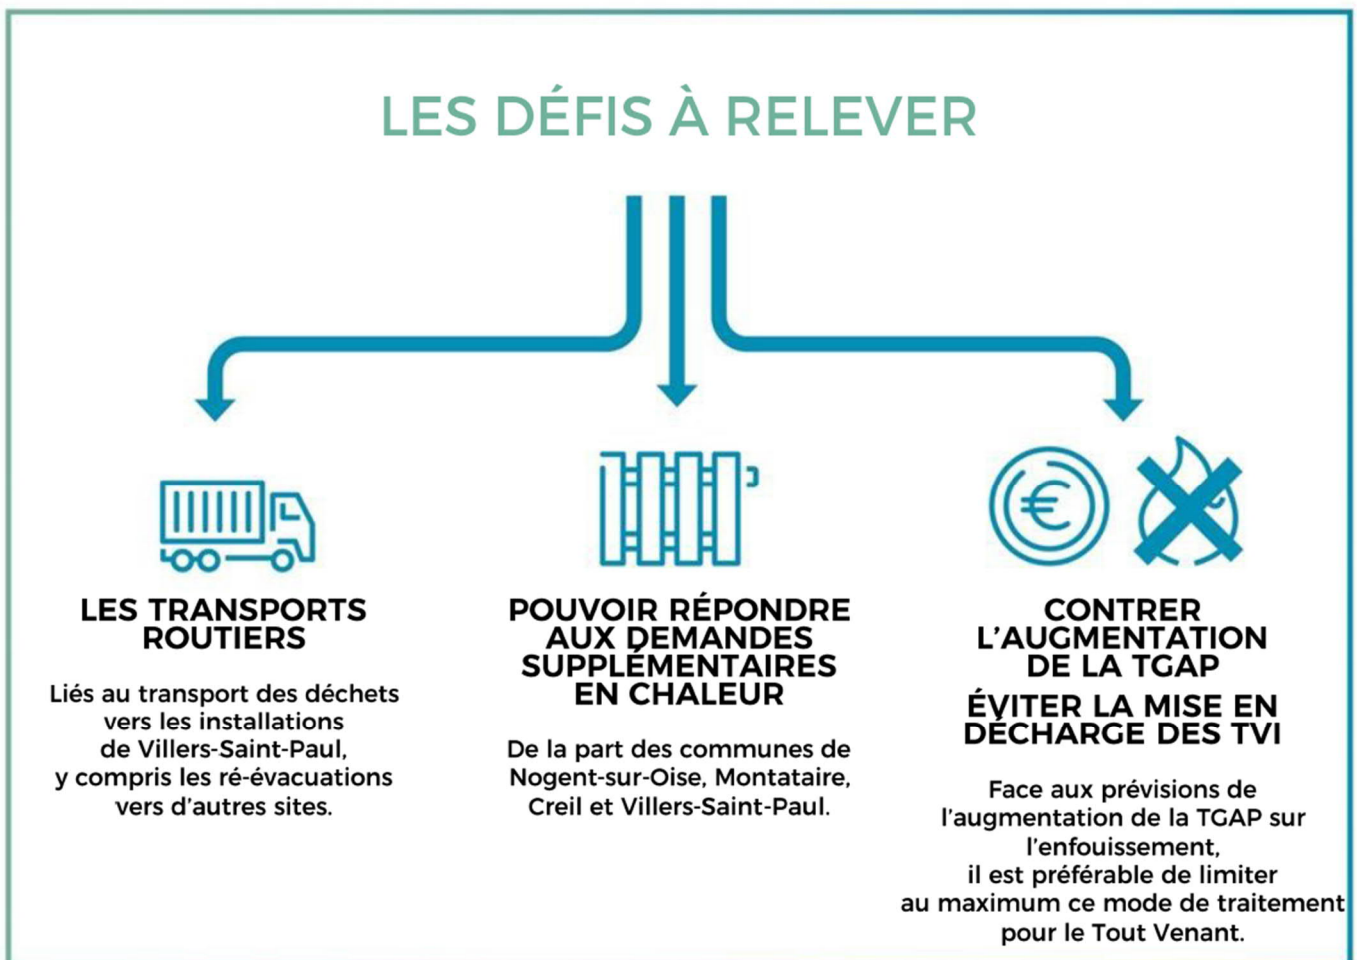 LES DÉFIS À RELEVER
LES TRANSPORTS
ROUTIERS
Liés au transport des déchets
vers les installations
de Villers-Saint-Paul,
y compris les ré-évacuations
vers d'autres sites.
POUVOIR RÉPONDRE
AUX DEMANDES
SUPPLÉMENTAIRES
EN CHALEUR
De la part des communes de
Nogent-sur-Oise, Montataire,
Creil et Villers-Saint-Paul.
€
CONTRER
L'AUGMENTATION
DE LA TGAP
ÉVITER LA MISE EN
DÉCHARGE DES TVI
Face aux prévisions de
l'augmentation de la TGAP sur
l'enfouissement,
il est préférable de limiter
au maximum ce mode de traitement
pour le Tout Venant.